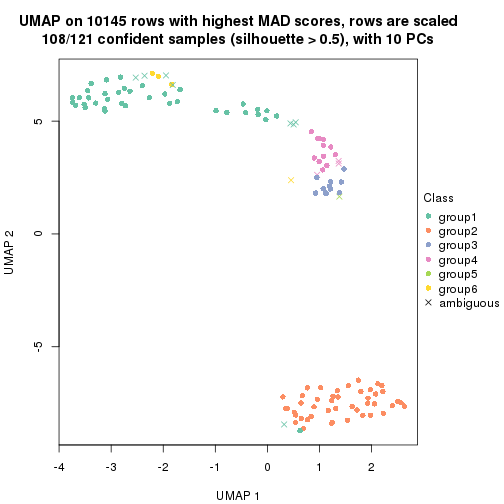 UMAP on 10145 rows with highest MAD scores, rows are scaled
108/121 confident samples (silhouette > 0.5), with 10 PCs
5
0
-5
UMAP 2
-4
-3
-2
-1
0
1
2
UMAP 1
Class
group1
group2
group3
group4
group5
group6
ambiguous